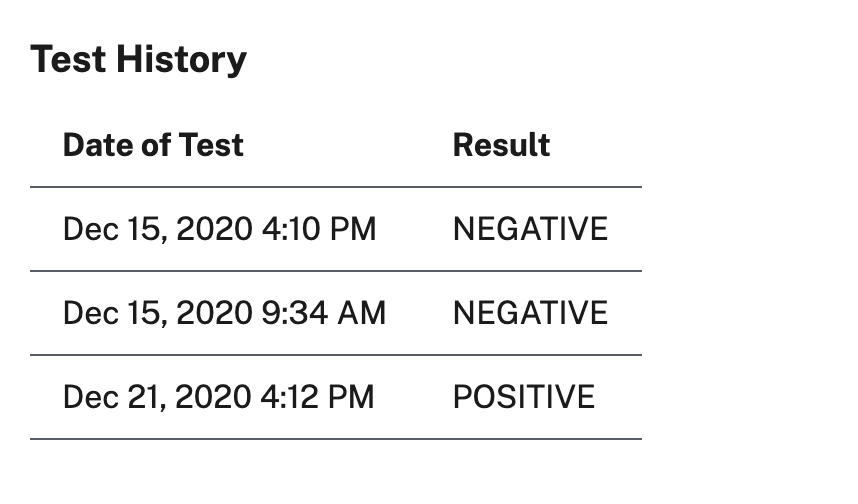 Test History
Date of Test Result
Dec 15, 2020 4:10 PM NEGATIVE
Dec 15, 2020 9:34 AM NEGATIVE
Dec 21, 2020 4:12 PM POSITIVE